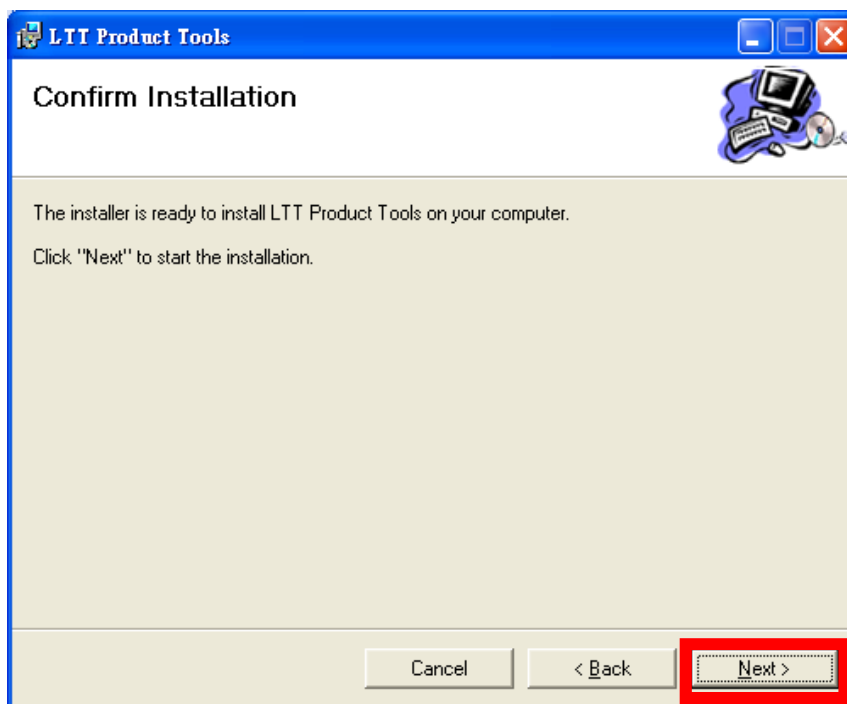 LTT Product Tools
Confirm Installation
The installer is ready to install LTT Product Tools on your computer.
Click "Next" to start the installation.
Cancel
< Back
Next >